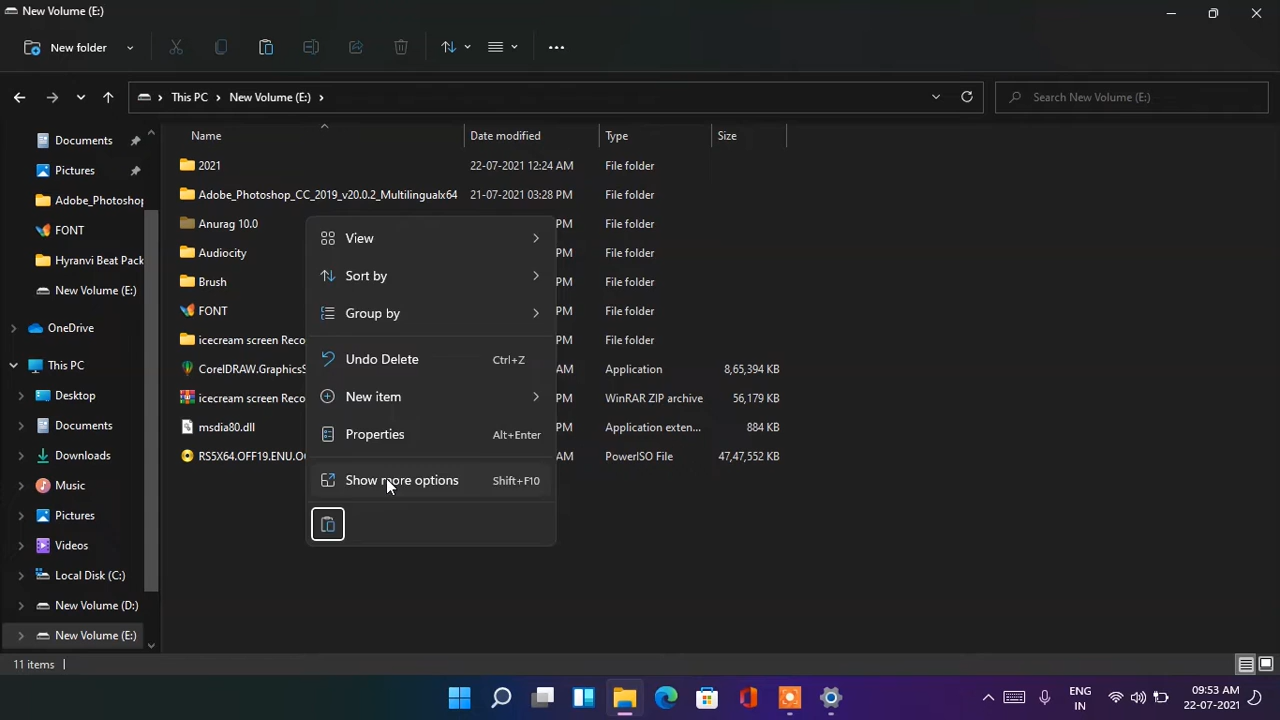 New Volume (E:)
New folder
This PC > New Volume (E:) >
Search New Volume (E:)
Documents
Pictures
Adobe_Photoshop
FONT
Hyranvi Beat Pack
New Volume (E:)
OneDrive
This PC
Desktop
Documents
Downloads
Music
Pictures
Videos
Local Disk (C:)
New Volume (D:)
New Volume (E:)
Name Date modified Type Size
2021 22-07-2021 12:24 AM File folder
Adobe_Photoshop_CC_2019_v20.0.2_Multilingualx64 21-07-2021 03:28 PM File folder
Anurag 10.0 PM File folder
Audiocity PM File folder
Brush PM File folder
FONT PM File folder
icecream screen Reco PM File folder
CorelDRAW.GraphicsS AM Application 8,65,394 KB
icecream screen Reco PM WinRAR ZIP archive 56,179 KB
msdia80.dll PM Application exten... 884 KB
RS5X64.OFF19.ENU.O AM PowerISO File 47,47,552 KB
View
Sort by
Group by
Undo Delete Ctrl+Z
New item
Properties Alt+Enter
Show more options Shift+F10
11 items
ENG
IN
09:53 AM
22-07-2021